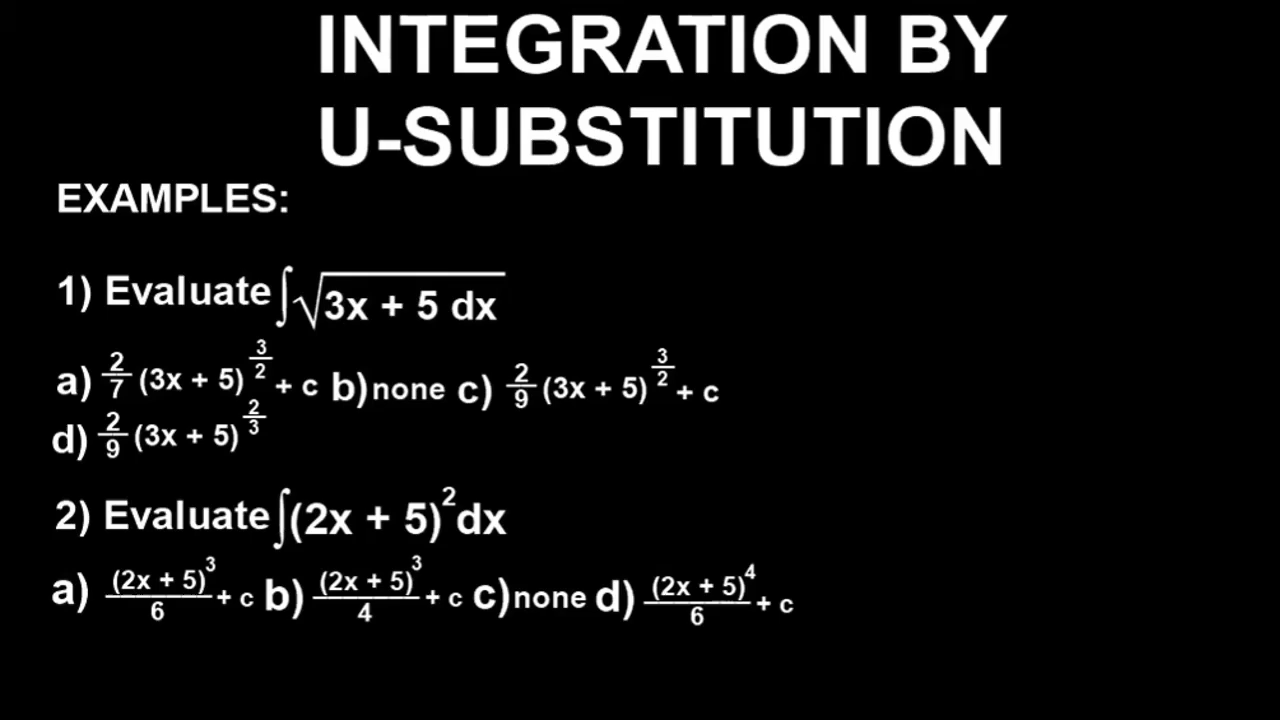 INTEGRATION BY
U-SUBSTITUTION
EXAMPLES:
1) Evaluate ∫√(3x + 5 dx)
a) 2/7 (3x + 5)^(3/2) + c b) none c) 2/9 (3x + 5)^(3/2) + c
d) 2/9 (3x + 5)^(2/3)
2) Evaluate ∫(2x + 5)² dx
a) (2x + 5)³/6 + c b) (2x + 5)³/4 + c c) none d) (2x + 5)⁴/6 + c